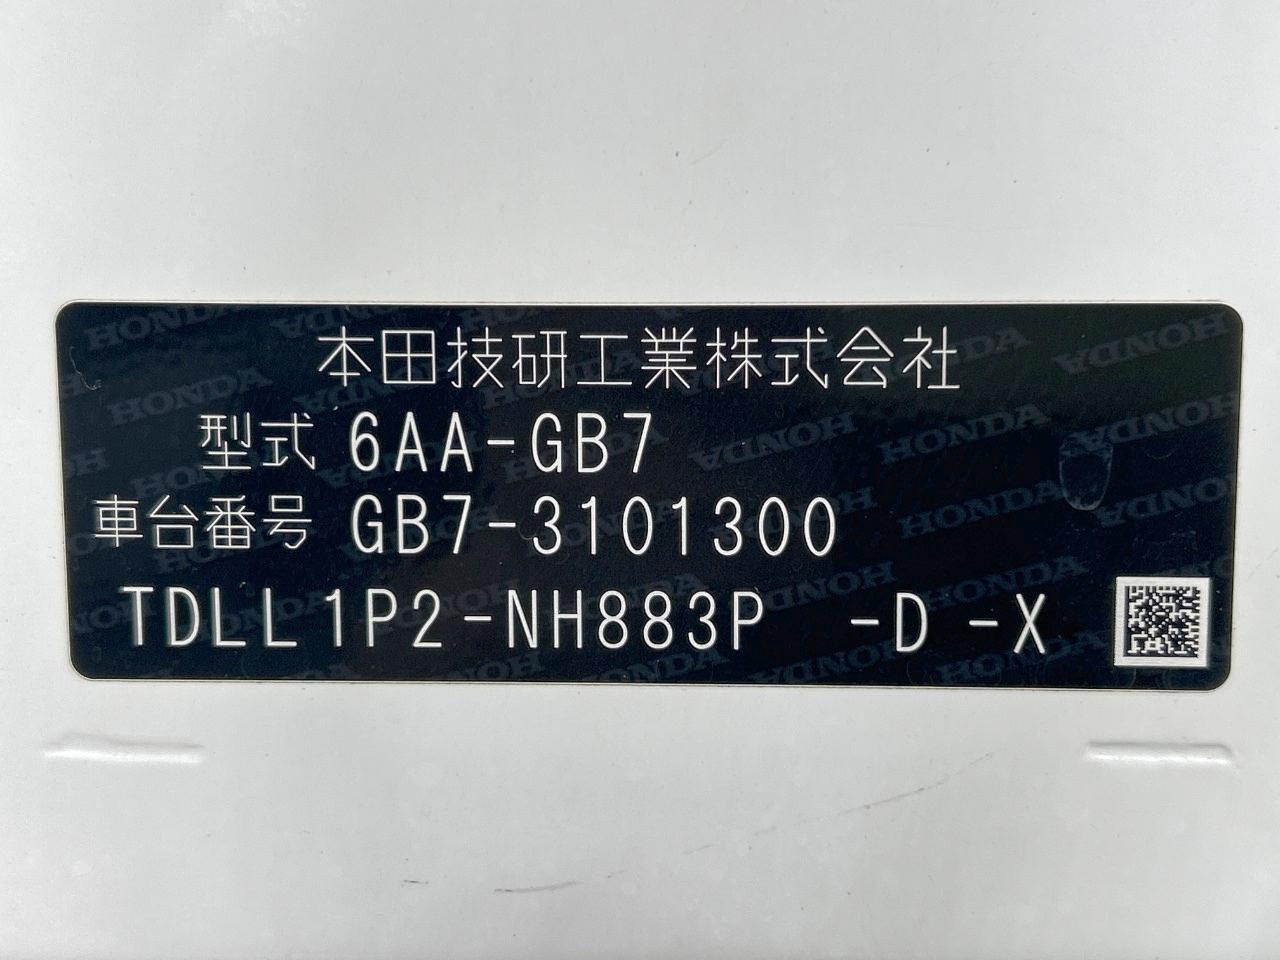 本田技研工業株式会社
型式 6AA-GB7
車台番号 GB7-3101300
TDLL1P2-NH883P -D -X